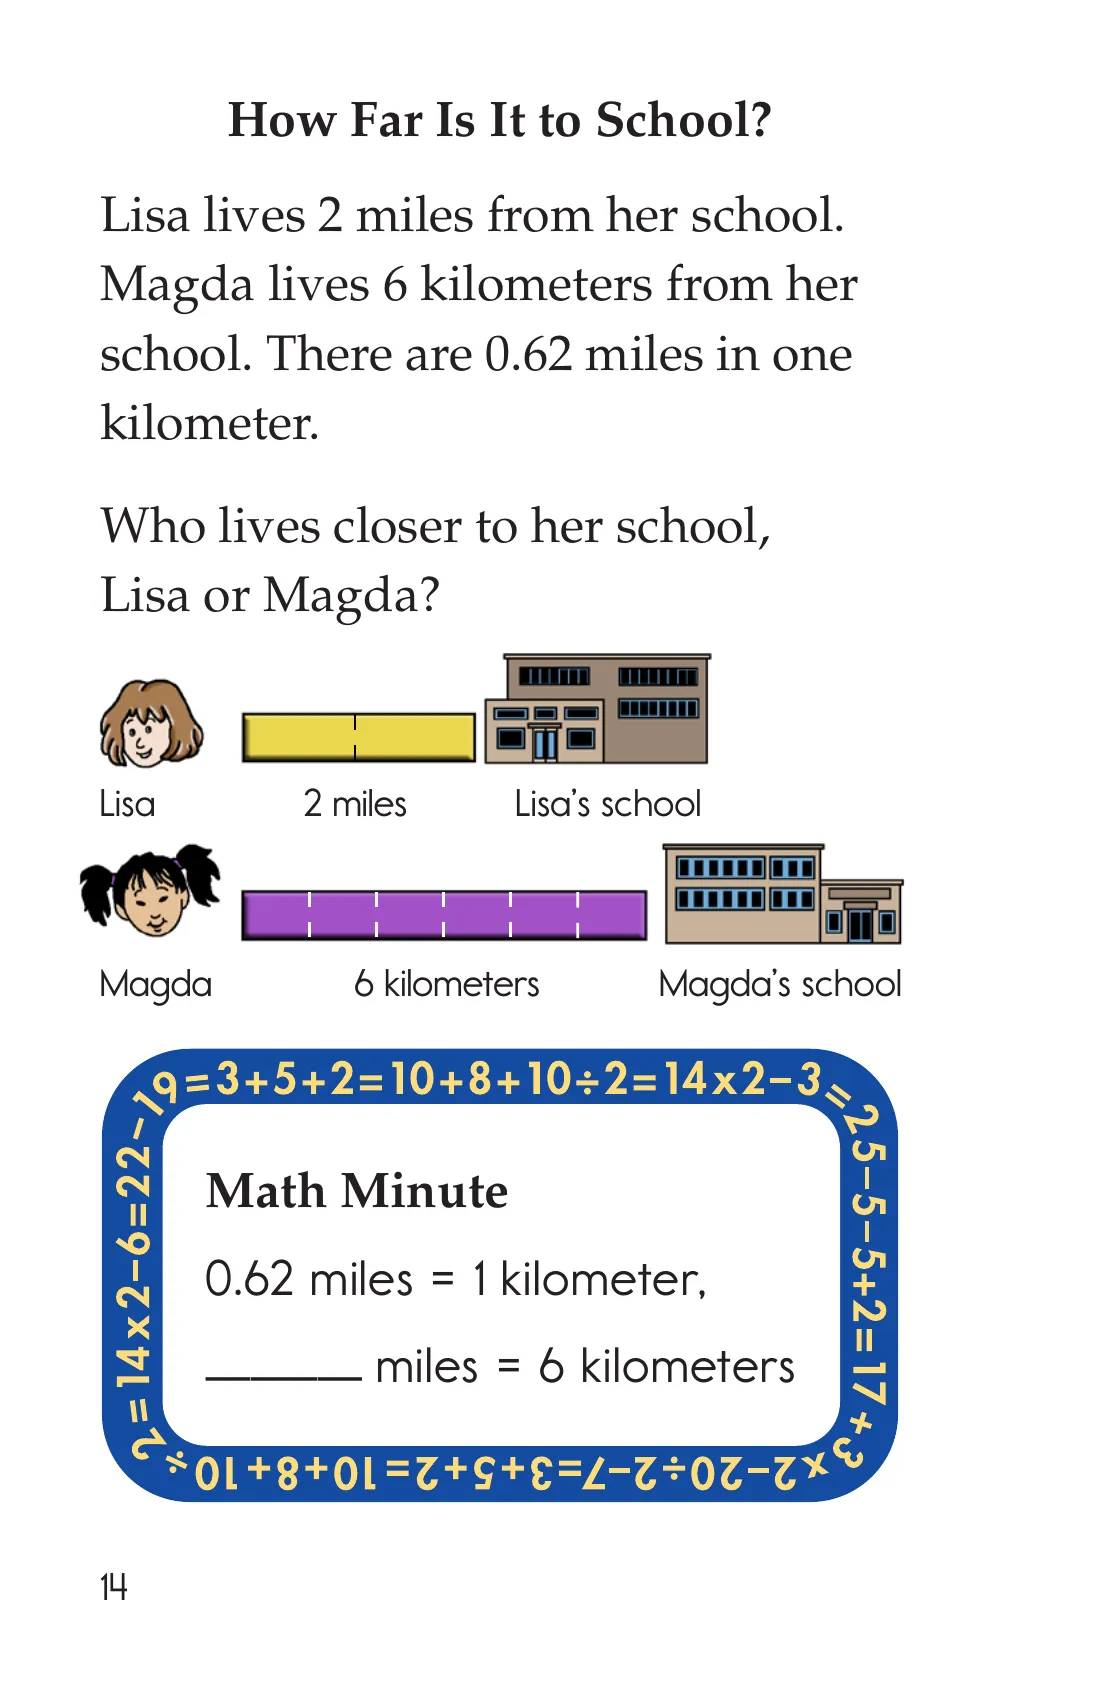 How Far Is It to School?
Lisa lives 2 miles from her school.
Magda lives 6 kilometers from her
school. There are 0.62 miles in one
kilometer.
Who lives closer to her school,
Lisa or Magda?
Lisa
2 miles
Lisa’s school
Magda
6 kilometers
Magda’s school
=3+5+2=10+8+10÷2=14x2–3=25–5–5+2=17+3x2–20÷2–7=3+5+2=10+8+10÷2=14x2–6=22–19
Math Minute
0.62 miles = 1 kilometer,
______ miles = 6 kilometers
14